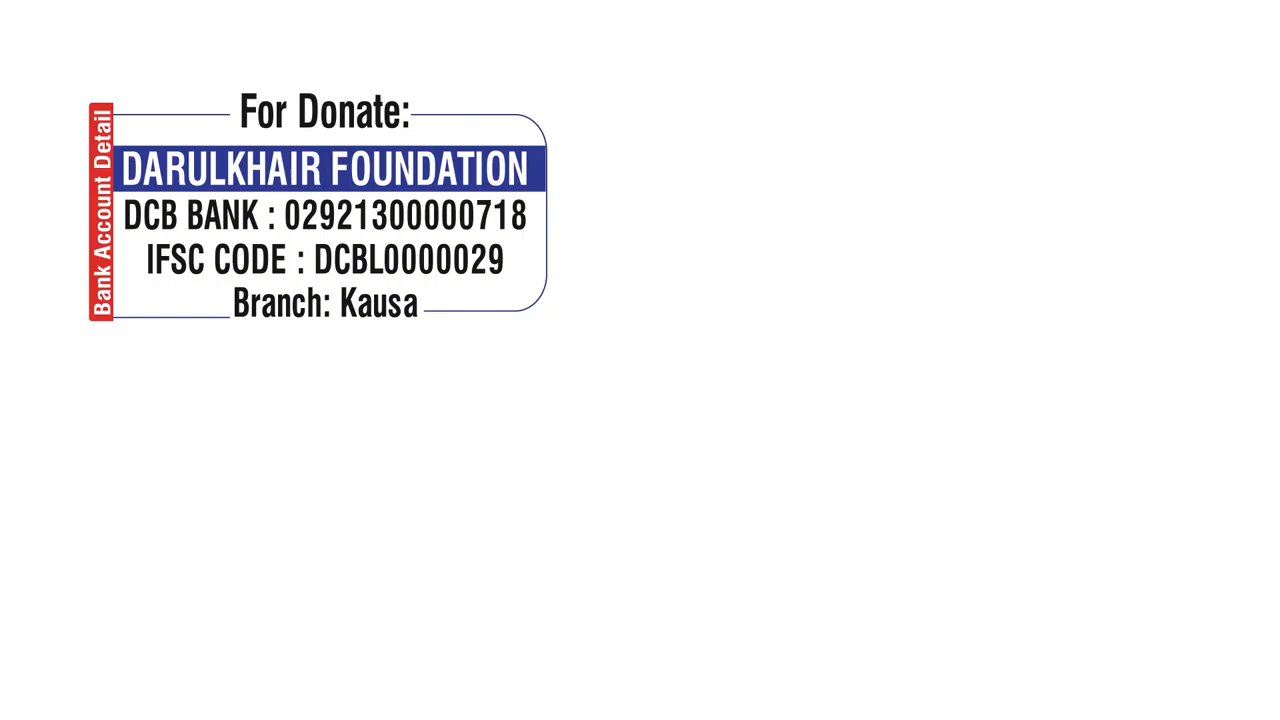 For Donate:
Bank Account Detail
DARULKHAIR FOUNDATION
DCB BANK : 02921300000718
IFSC CODE : DCBL0000029
Branch: Kausa